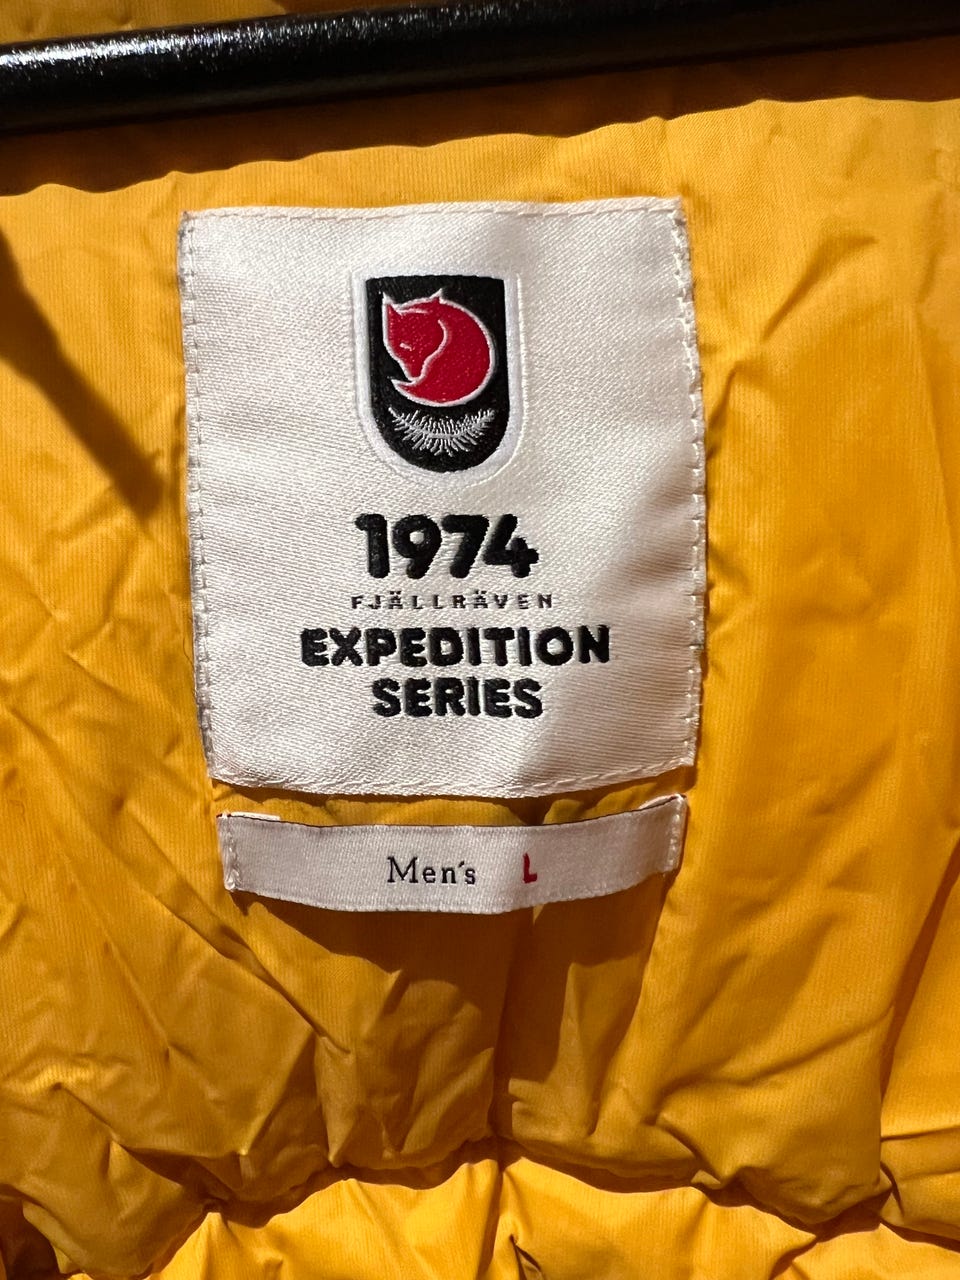 1974
FJÄLLRÄVEN
EXPEDITION
SERIES
Men´s L